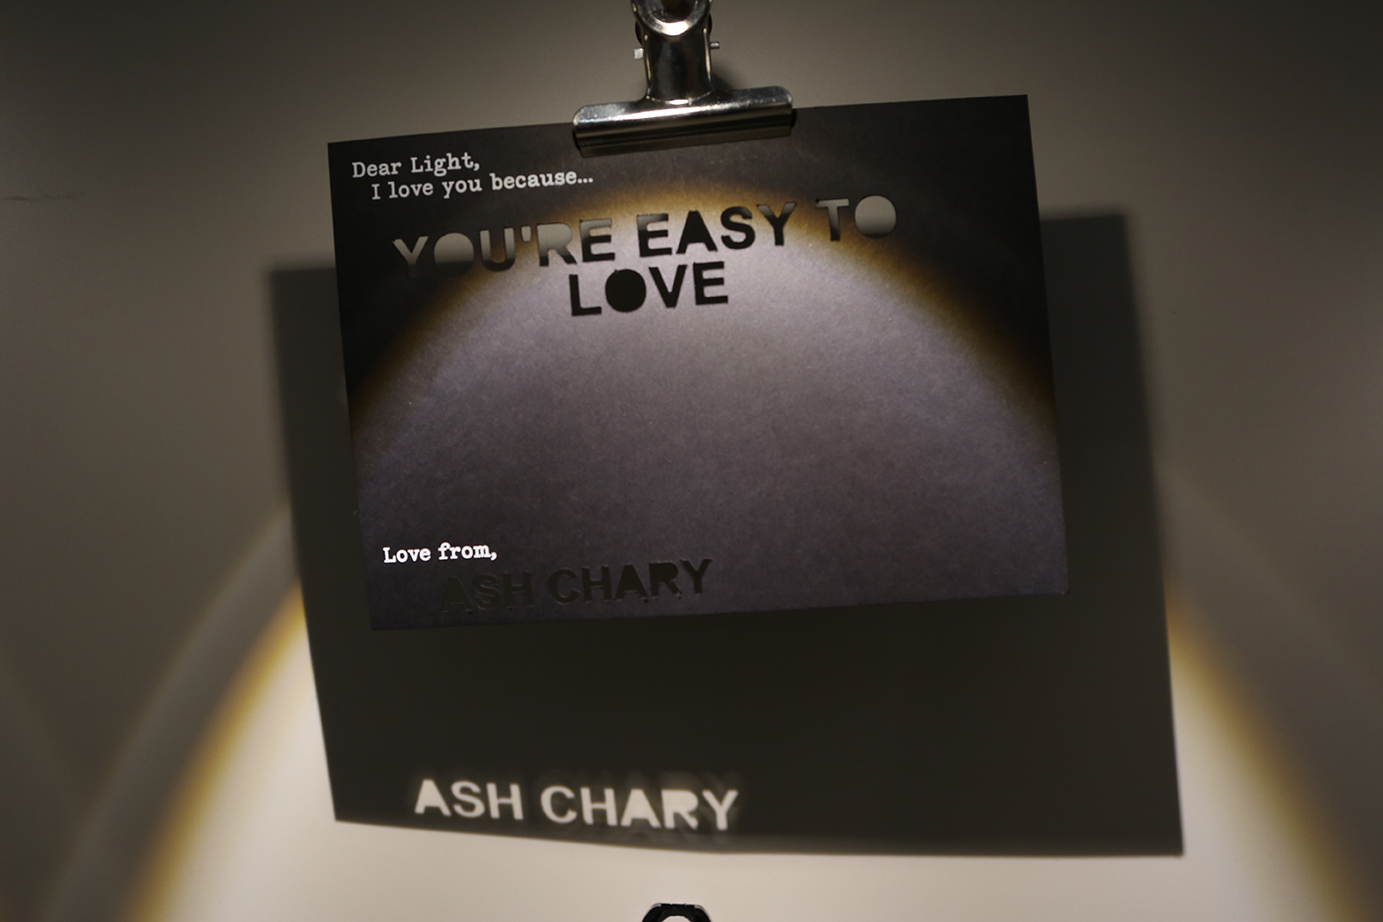 Dear Light,
I love you because...
YOU'RE EASY TO
LOVE
Love from,
ASH CHARY
ASH CHARY